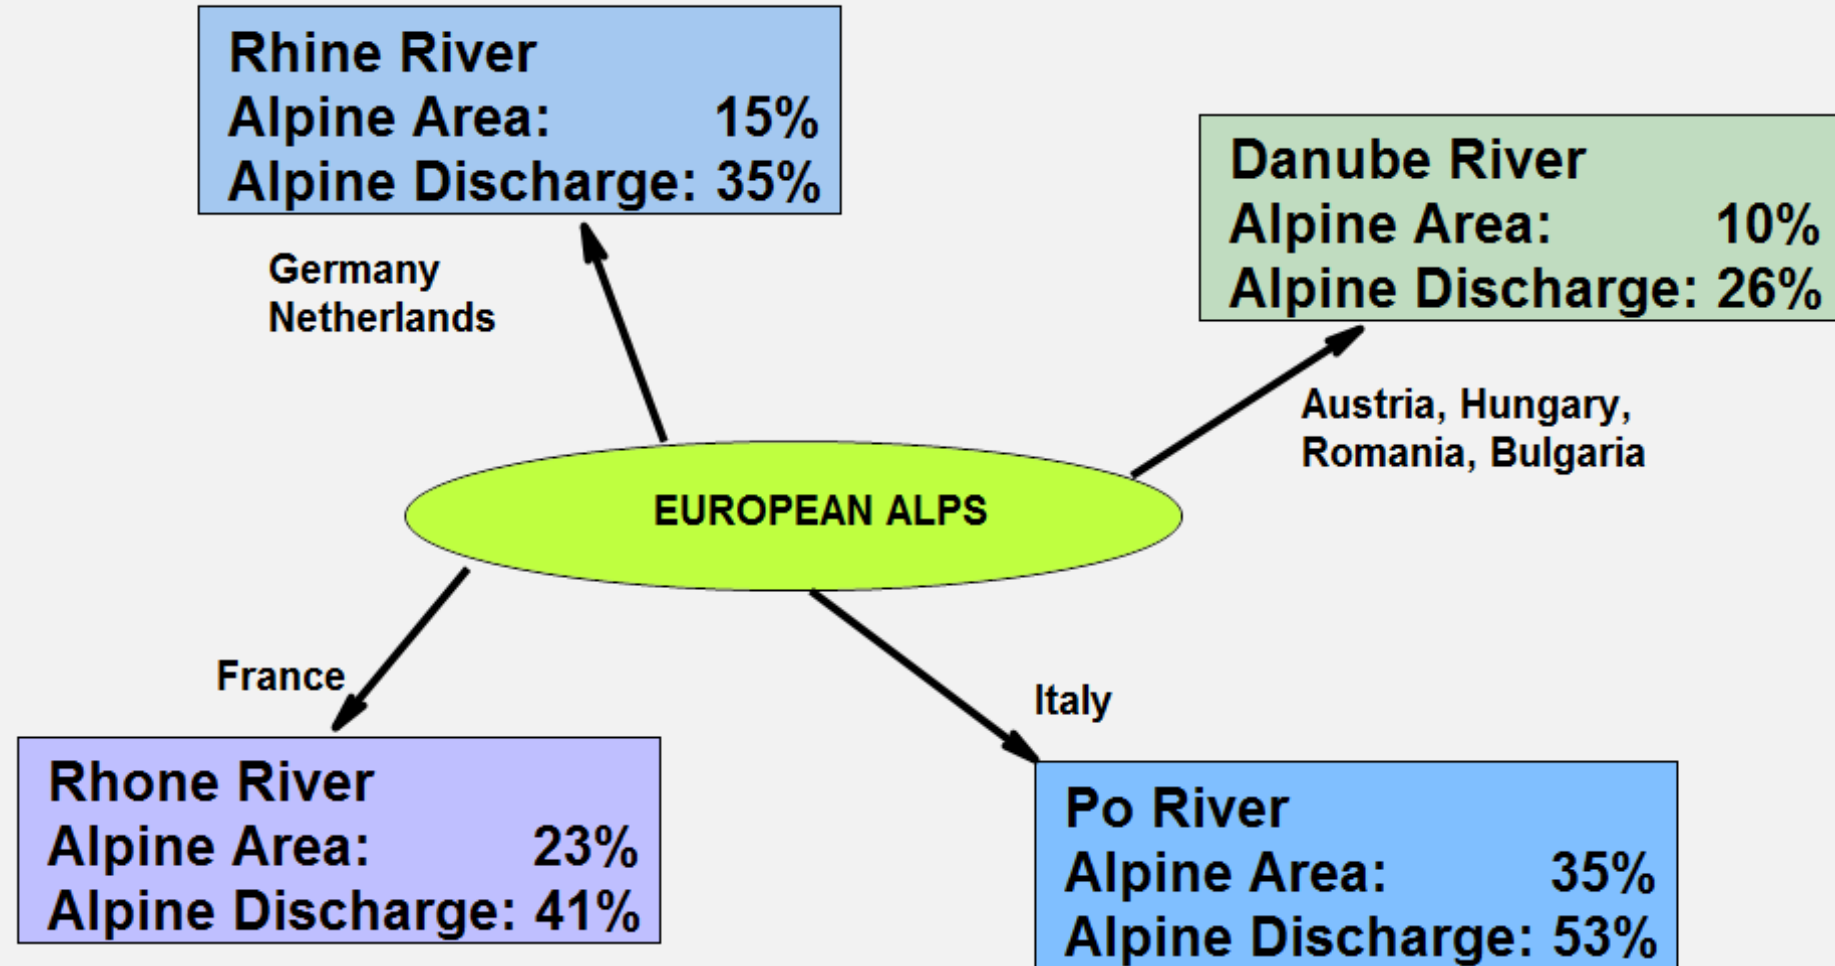 Rhine River
Alpine Area: 15%
Alpine Discharge: 35%
Germany
Netherlands
Danube River
Alpine Area: 10%
Alpine Discharge: 26%
Austria, Hungary,
Romania, Bulgaria
EUROPEAN ALPS
France
Rhone River
Alpine Area: 23%
Alpine Discharge: 41%
Italy
Po River
Alpine Area: 35%
Alpine Discharge: 53%